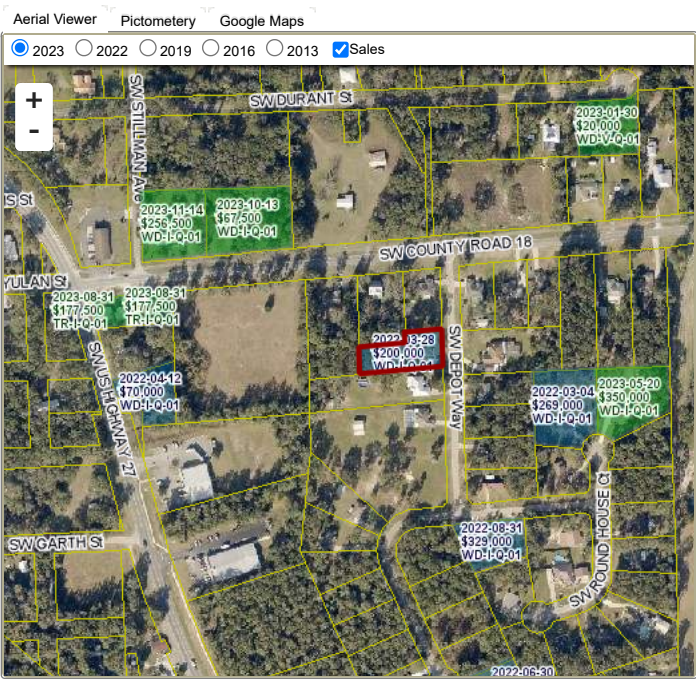 Aerial Viewer Pictometery Google Maps
2023 2022 2019 2016 2013 Sales
+
-
SW STILLMAN Ave
SW DURANT St
2023-01-30
$20,000
WD-V-Q-01
IS St
2023-11-14
$256,500
WD-I-Q-01
2023-10-13
$67,500
WD-I-Q-01
SW COUNTY ROAD 18
YULAN St
2023-08-31
$177,500
TR-I-Q-01
2023-08-31
$177,500
TR-I-Q-01
SW US HIGHWAY 27
2022-03-28
$200,000
WD-I-Q-01
SW DEPOT Way
2022-04-12
$70,000
WD-I-Q-01
2022-03-04
$269,000
WD-I-Q-01
2023-05-20
$350,000
WD-I-Q-01
SW GARTH St
2022-08-31
$329,000
WD-I-Q-01
SW ROUND HOUSE Ct
2022-06-30